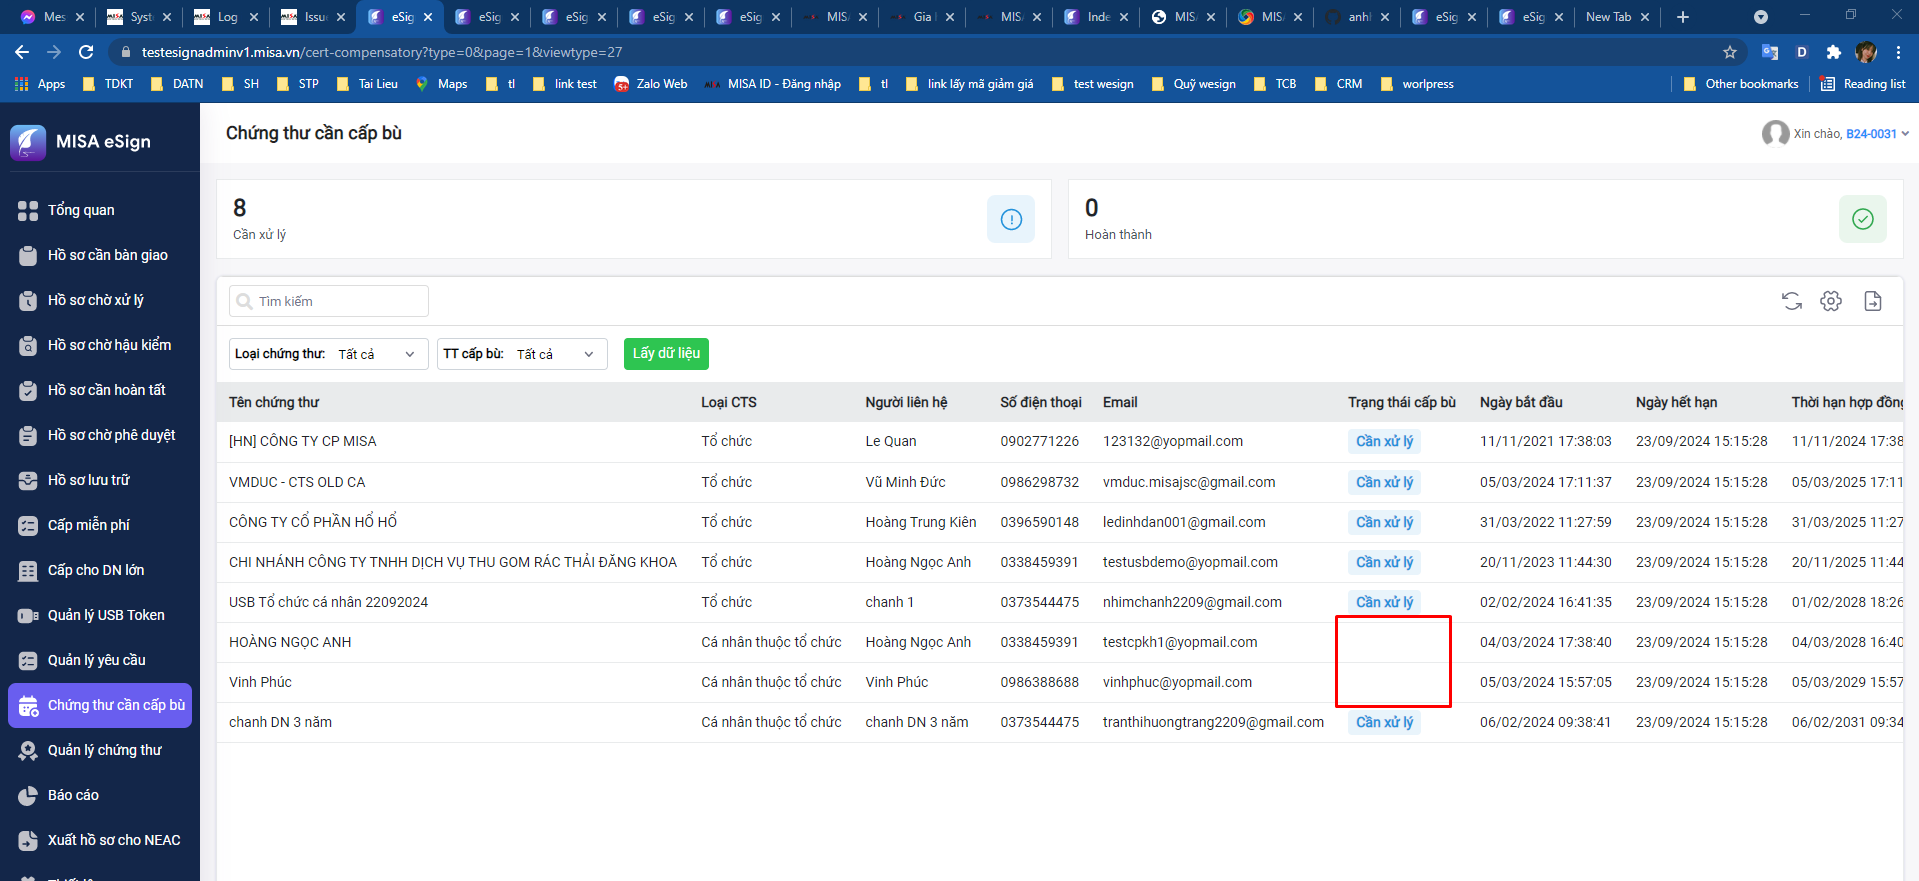 Mes
Syst
Log
Issu
eSig
eSig
eSig
eSig
eSig
MISA
Gia
MISA
Inde
MISA
MISA
anhl
eSig
eSig
New Tab
testesignadminv1.misa.vn/cert-compensatory?type=0&page=1&viewtype=27
Apps TDKT DATN SH STP Tai Lieu Maps tl link test Zalo Web MISA ID - Đăng nhập tl link lấy mã giảm giá test wesign Quỹ wesign TCB CRM worlpress Other bookmarks Reading list
MISA eSign
Tổng quan
Hồ sơ cần bàn giao
Hồ sơ chờ xử lý
Hồ sơ chờ hậu kiểm
Hồ sơ cần hoàn tất
Hồ sơ chờ phê duyệt
Hồ sơ lưu trữ
Cấp miễn phí
Cấp cho DN lớn
Quản lý USB Token
Quản lý yêu cầu
Chứng thư cần cấp bù
Quản lý chứng thư
Báo cáo
Xuất hồ sơ cho NEAC
Chứng thư cần cấp bù
Xin chào, B24-0031
8
Cần xử lý
0
Hoàn thành
Tìm kiếm
Loại chứng thư: Tất cả TT cấp bù: Tất cả Lấy dữ liệu
Tên chứng thư Loại CTS Người liên hệ Số điện thoại Email Trạng thái cấp bù Ngày bắt đầu Ngày hết hạn Thời hạn hợp đồng
[HN] CÔNG TY CP MISA Tổ chức Le Quan 0902771226 123132@yopmail.com Cần xử lý 11/11/2021 17:38:03 23/09/2024 15:15:28 11/11/2024 17:38
VMDUC - CTS OLD CA Tổ chức Vũ Minh Đức 0986298732 vmduc.misajsc@gmail.com Cần xử lý 05/03/2024 17:11:37 23/09/2024 15:15:28 05/03/2025 17:11
CÔNG TY CỔ PHẦN HỔ HỔ Tổ chức Hoàng Trung Kiên 0396590148 ledinhdan001@gmail.com Cần xử lý 31/03/2022 11:27:59 23/09/2024 15:15:28 31/03/2025 11:27
CHI NHÁNH CÔNG TY TNHH DỊCH VỤ THU GOM RÁC THẢI ĐĂNG KHOA Tổ chức Hoàng Ngọc Anh 0338459391 testusbdemo@yopmail.com Cần xử lý 20/11/2023 11:44:30 23/09/2024 15:15:28 20/11/2025 11:44
USB Tổ chức cá nhân 22092024 Tổ chức chanh 1 0373544475 nhimchanh2209@gmail.com Cần xử lý 02/02/2024 16:41:35 23/09/2024 15:15:28 01/02/2028 18:26
HOÀNG NGỌC ANH Cá nhân thuộc tổ chức Hoàng Ngọc Anh 0338459391 testcpkh1@yopmail.com 04/03/2024 17:38:40 23/09/2024 15:15:28 04/03/2028 16:40
Vinh Phúc Cá nhân thuộc tổ chức Vinh Phúc 0986388688 vinhphuc@yopmail.com 05/03/2024 15:57:05 23/09/2024 15:15:28 05/03/2029 15:57
chanh DN 3 năm Cá nhân thuộc tổ chức chanh DN 3 năm 0373544475 tranthihuongtrang2209@gmail.com Cần xử lý 06/02/2024 09:38:41 23/09/2024 15:15:28 06/02/2031 09:34